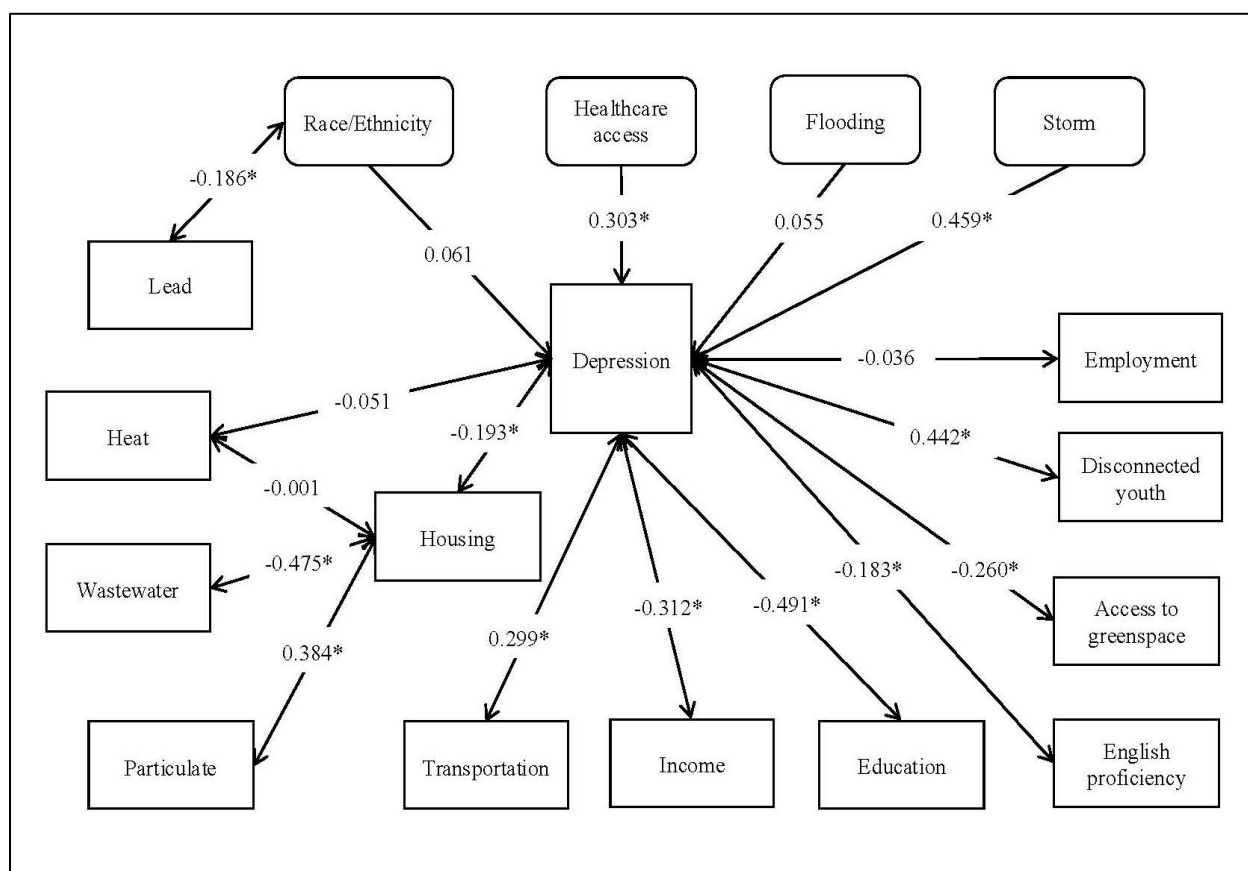 Race/Ethnicity
Healthcare
access
Flooding
Storm
-0.186*
0.303*
0.055
0.459*
0.061
Lead
Depression
-0.036
Employment
-0.051
Heat
-0.193*
0.442*
Disconnected
youth
-0.001
Housing
Wastewater
-0.475*
-0.183*
-0.260*
Access to
greenspace
-0.312*
-0.491*
0.299*
0.384*
Particulate
Transportation
Income
Education
English
proficiency